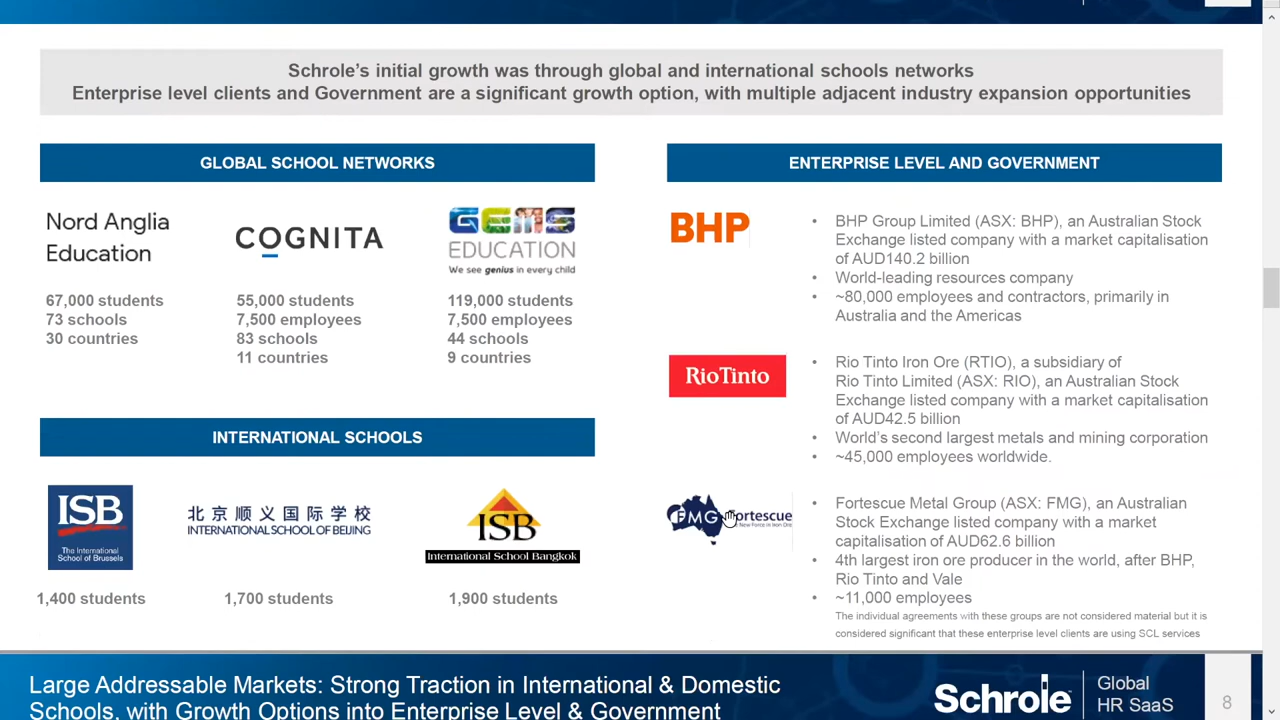 Schrole's initial growth was through global and international schools networks
Enterprise level clients and Government are a significant growth option, with multiple adjacent industry expansion opportunities
GLOBAL SCHOOL NETWORKS
Nord Anglia
Education
67,000 students
73 schools
30 countries
COGNITA
55,000 students
7,500 employees
83 schools
11 countries
GEMS
EDUCATION
We see genius in every child
119,000 students
7,500 employees
44 schools
9 countries
INTERNATIONAL SCHOOLS
ISB
The International
School of Brussels
1,400 students
北京顺义国际学校
INTERNATIONAL SCHOOL OF BEIJING
1,700 students
ISB
International School Bangkok
1,900 students
ENTERPRISE LEVEL AND GOVERNMENT
BHP
• BHP Group Limited (ASX: BHP), an Australian Stock
Exchange listed company with a market capitalisation
of AUD140.2 billion
• World-leading resources company
• ~80,000 employees and contractors, primarily in
Australia and the Americas
RioTinto
• Rio Tinto Iron Ore (RTIO), a subsidiary of
Rio Tinto Limited (ASX: RIO), an Australian Stock
Exchange listed company with a market capitalisation
of AUD42.5 billion
• World's second largest metals and mining corporation
• ~45,000 employees worldwide.
FMG
• Fortescue Metal Group (ASX: FMG), an Australian
Stock Exchange listed company with a market
capitalisation of AUD62.6 billion
• 4th largest iron ore producer in the world, after BHP,
Rio Tinto and Vale
• ~11,000 employees
The individual agreements with these groups are not considered material but it is
considered significant that these enterprise level clients are using SCL services
Large Addressable Markets: Strong Traction in International & Domestic
Schools, with Growth Options into Enterprise Level & Government
Schrole
Global
HR SaaS
8